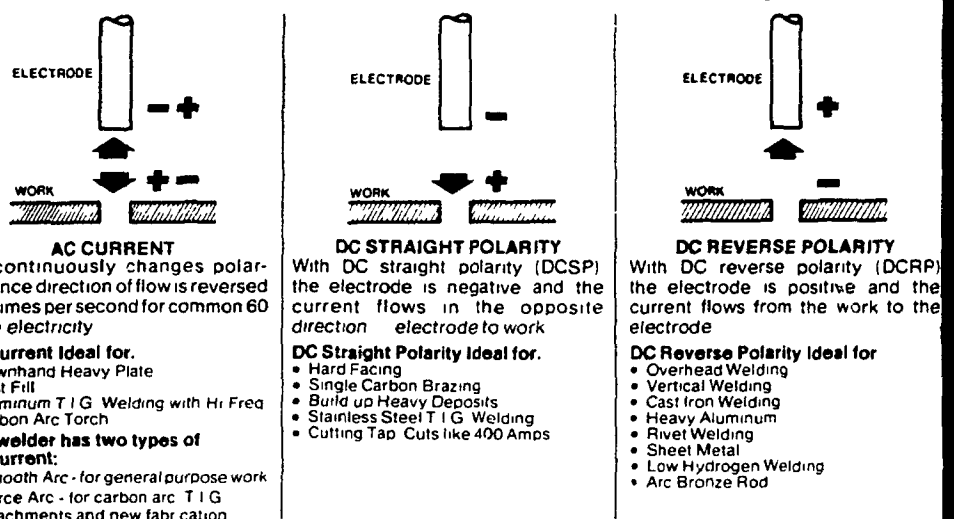 ELECTRODE
- +
+ -
WORK
AC CURRENT
continuously changes polar-
ince direction of flow is reversed
imes per second for common 60
electricity
urrent Ideal for.
wnhand Heavy Plate
t Fill
minum T I G Welding with Hi Freq
bon Arc Torch
welder has two types of
urrent:
ooth Arc - for general purpose work
rce Arc - for carbon arc T I G
achments and new fabrication
ELECTRODE
-
+
WORK
DC STRAIGHT POLARITY
With DC straight polarity (DCSP)
the electrode is negative and the
current flows in the opposite
direction electrode to work
DC Straight Polarity Ideal for.
• Hard Facing
• Single Carbon Brazing
• Build up Heavy Deposits
• Stainless Steel T I G Welding
• Cutting Tap Cuts like 400 Amps
ELECTRODE
+
-
WORK
DC REVERSE POLARITY
With DC reverse polarity (DCRP)
the electrode is positive and the
current flows from the work to the
electrode
DC Reverse Polarity Ideal for
• Overhead Welding
• Vertical Welding
• Cast Iron Welding
• Heavy Aluminum
• Rivet Welding
• Sheet Metal
• Low Hydrogen Welding
• Arc Bronze Rod